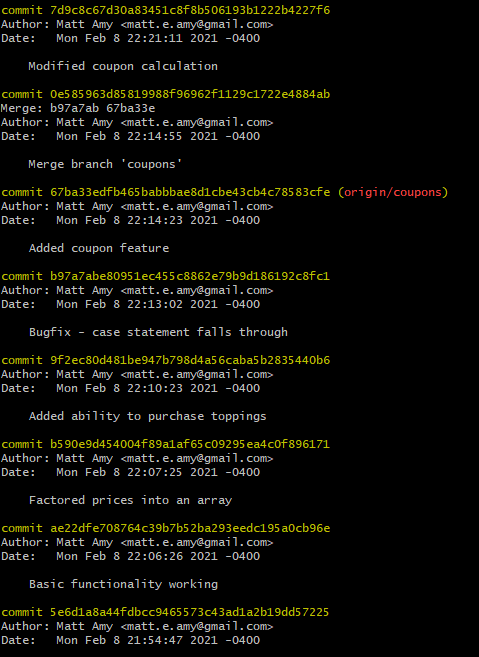 commit 7d9c8c67d30a83451c8f8b506193b1222b4227f6
Author: Matt Amy <matt.e.amy@gmail.com>
Date:   Mon Feb 8 22:21:11 2021 -0400
Modified coupon calculation
commit 0e585963d85819988f96962f1129c1722e4884ab
Merge: b97a7ab 67ba33e
Author: Matt Amy <matt.e.amy@gmail.com>
Date:   Mon Feb 8 22:14:55 2021 -0400
Merge branch 'coupons'
commit 67ba33edfb465babbbae8d1cbe43cb4c78583cfe (origin/coupons)
Author: Matt Amy <matt.e.amy@gmail.com>
Date:   Mon Feb 8 22:14:23 2021 -0400
Added coupon feature
commit b97a7abe80951ec455c8862e79b9d186192c8fc1
Author: Matt Amy <matt.e.amy@gmail.com>
Date:   Mon Feb 8 22:13:02 2021 -0400
Bugfix - case statement falls through
commit 9f2ec80d481be947b798d4a56caba5b2835440b6
Author: Matt Amy <matt.e.amy@gmail.com>
Date:   Mon Feb 8 22:10:23 2021 -0400
Added ability to purchase toppings
commit b590e9d454004f89a1af65c09295ea4c0f896171
Author: Matt Amy <matt.e.amy@gmail.com>
Date:   Mon Feb 8 22:07:25 2021 -0400
Factored prices into an array
commit ae22dfe708764c39b7b52ba293eedc195a0cb96e
Author: Matt Amy <matt.e.amy@gmail.com>
Date:   Mon Feb 8 22:06:26 2021 -0400
Basic functionality working
commit 5e6d1a8a44fdbcc9465573c43ad1a2b19dd57225
Author: Matt Amy <matt.e.amy@gmail.com>
Date:   Mon Feb 8 21:54:47 2021 -0400